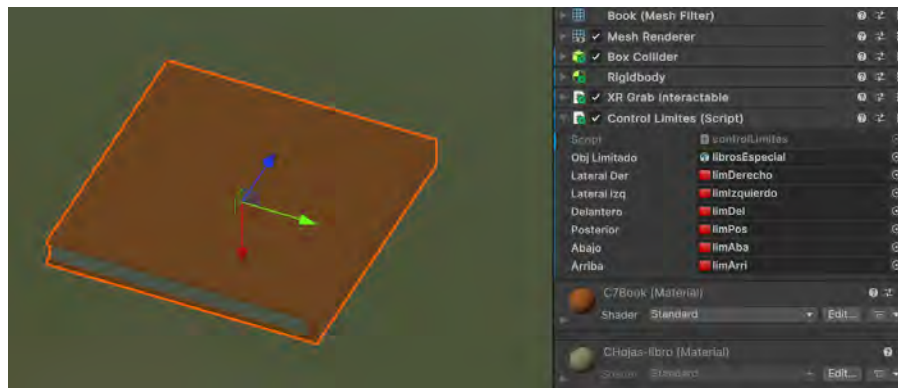 Book (Mesh Filter)
Mesh Renderer
Box Collider
Rigidbody
XR Grab Interactable
Control Limites (Script)
Script controlLimites
Obj Limitado librosEspecial
Lateral Der limDerecho
Lateral Izq limIzquierdo
Delantero limDel
Posterior limPos
Abajo limAba
Arriba limArri
C7Book (Material)
Shader Standard Edit...
CHojas-libro (Material)
Shader Standard Edit...